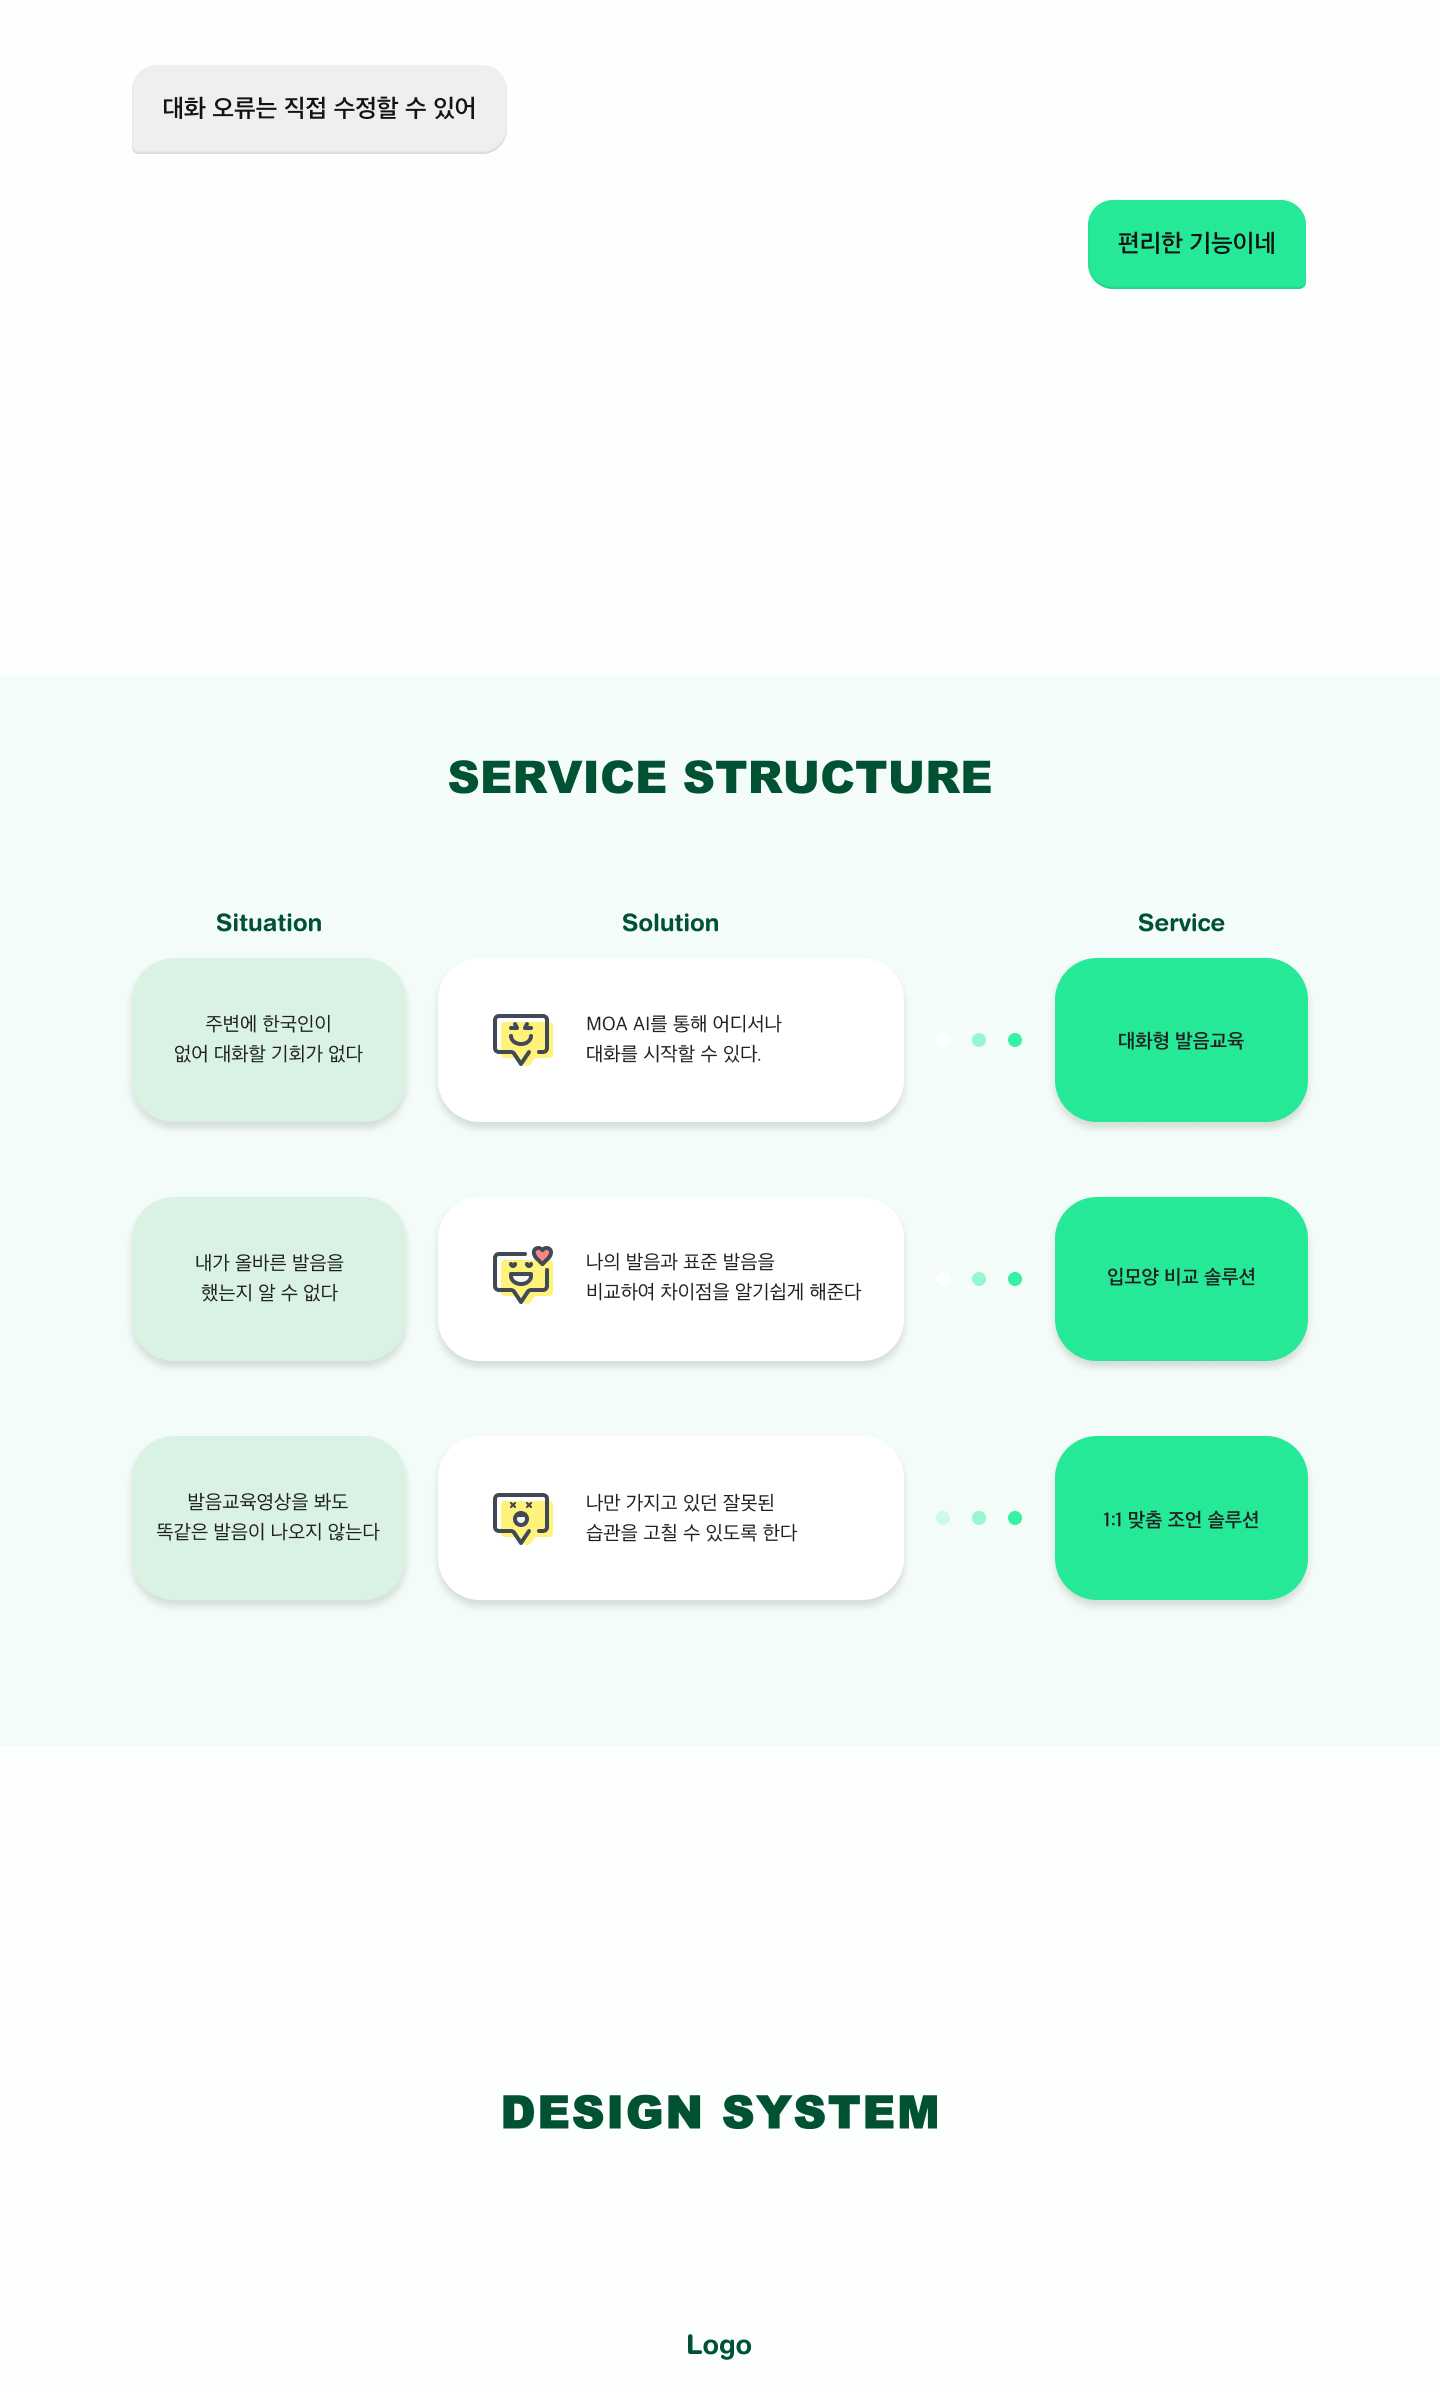 대화 오류는 직접 수정할 수 있어
편리한 기능이네
SERVICE STRUCTURE
Situation
Solution
Service
주변에 한국인이
없어 대화할 기회가 없다
MOA AI를 통해 어디서나
대화를 시작할 수 있다.
대화형 발음교육
내가 올바른 발음을
했는지 알 수 없다
나의 발음과 표준 발음을
비교하여 차이점을 알기쉽게 해준다
입모양 비교 솔루션
발음교육영상을 봐도
똑같은 발음이 나오지 않는다
나만 가지고 있던 잘못된
습관을 고칠 수 있도록 한다
1:1 맞춤 조언 솔루션
DESIGN SYSTEM
Logo